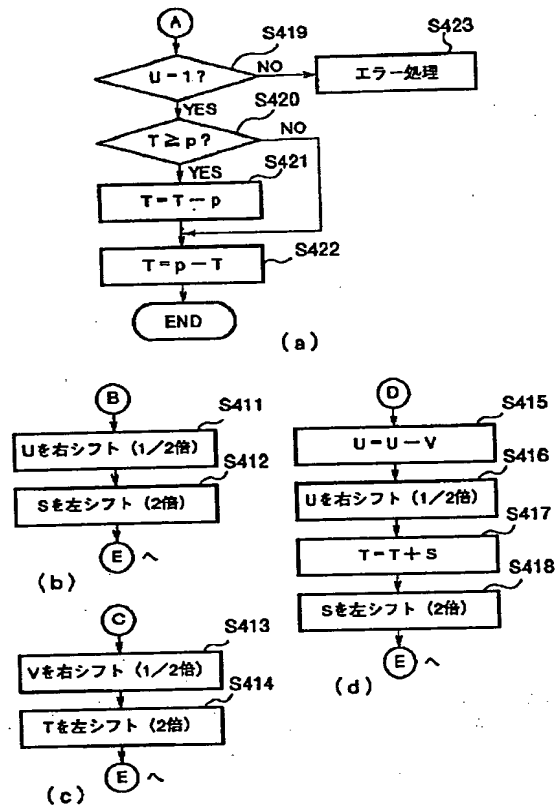 A
S419
U=1?
NO
S423
エラー処理
YES
S420
T≧p?
NO
YES
S421
T=T-p
S422
T=p-T
END
(a)
B
S411
Uを右シフト(1/2倍)
S412
Sを左シフト(2倍)
Eへ
(b)
C
S413
Vを右シフト(1/2倍)
S414
Tを左シフト(2倍)
Eへ
(c)
D
S415
U=U-V
S416
Uを右シフト(1/2倍)
S417
T=T+S
S418
Sを左シフト(2倍)
Eへ
(d)